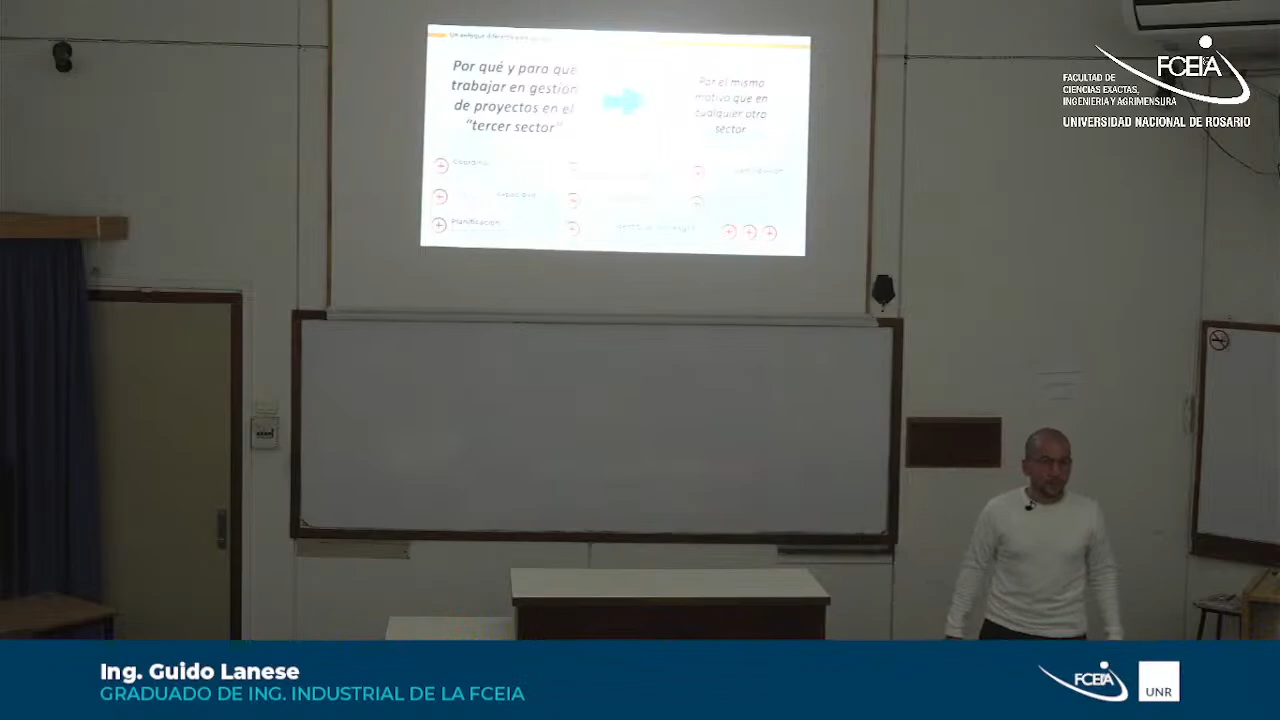 Por qué y para que
trabajar en gestión
de proyectos en el
"tercer sector"
Por el mismo
motivo que en
cualquier otro
sector
Planificación
FCEIA
FACULTAD DE
CIENCIAS EXACTAS,
INGENIERÍA Y AGRIMENSURA
UNIVERSIDAD NACIONAL DE ROSARIO
Ing. Guido Lanese
GRADUADO DE ING. INDUSTRIAL DE LA FCEIA
FCEIA
UNR